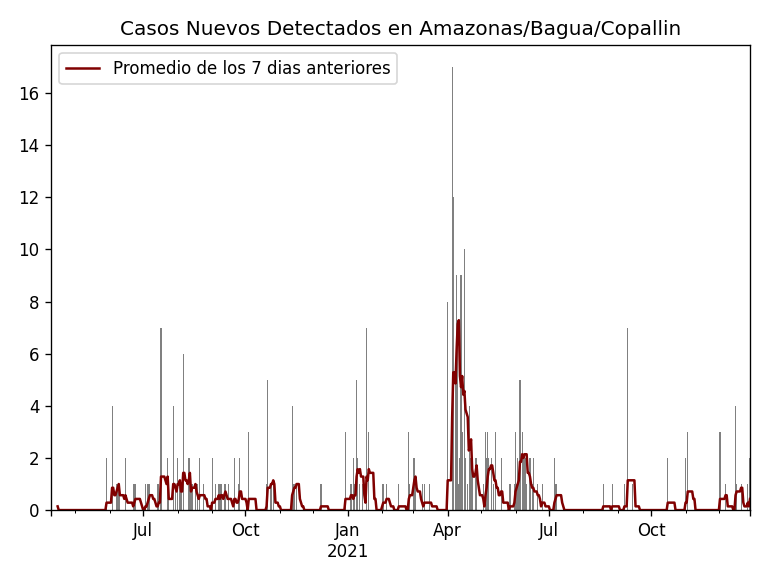 Casos Nuevos Detectados en Amazonas/Bagua/Copallin
Promedio de los 7 dias anteriores
16
14
12
10
8
6
4
2
0
Jul
Oct
Jan
2021
Apr
Jul
Oct